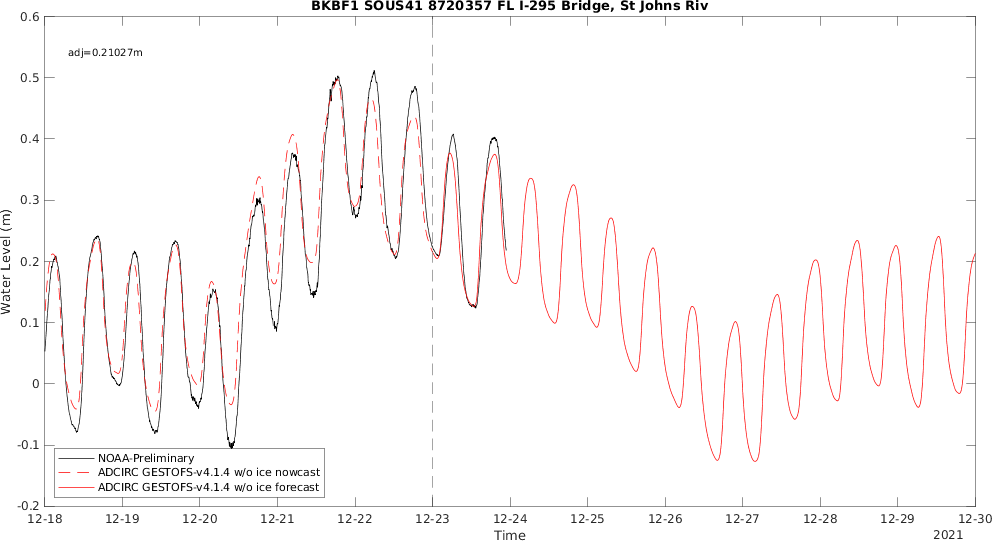 BKBF1 SOUS41 8720357 FL I-295 Bridge, St Johns Riv
0.6
adj=0.21027m
0.5
0.4
0.3
0.2
0.1
0
-0.1
-0.2
Water Level (m)
NOAA-Preliminary
ADCIRC GESTOFS-v4.1.4 w/o ice nowcast
ADCIRC GESTOFS-v4.1.4 w/o ice forecast
12-18 12-19 12-20 12-21 12-22 12-23 12-24 12-25 12-26 12-27 12-28 12-29 12-30
Time
2021